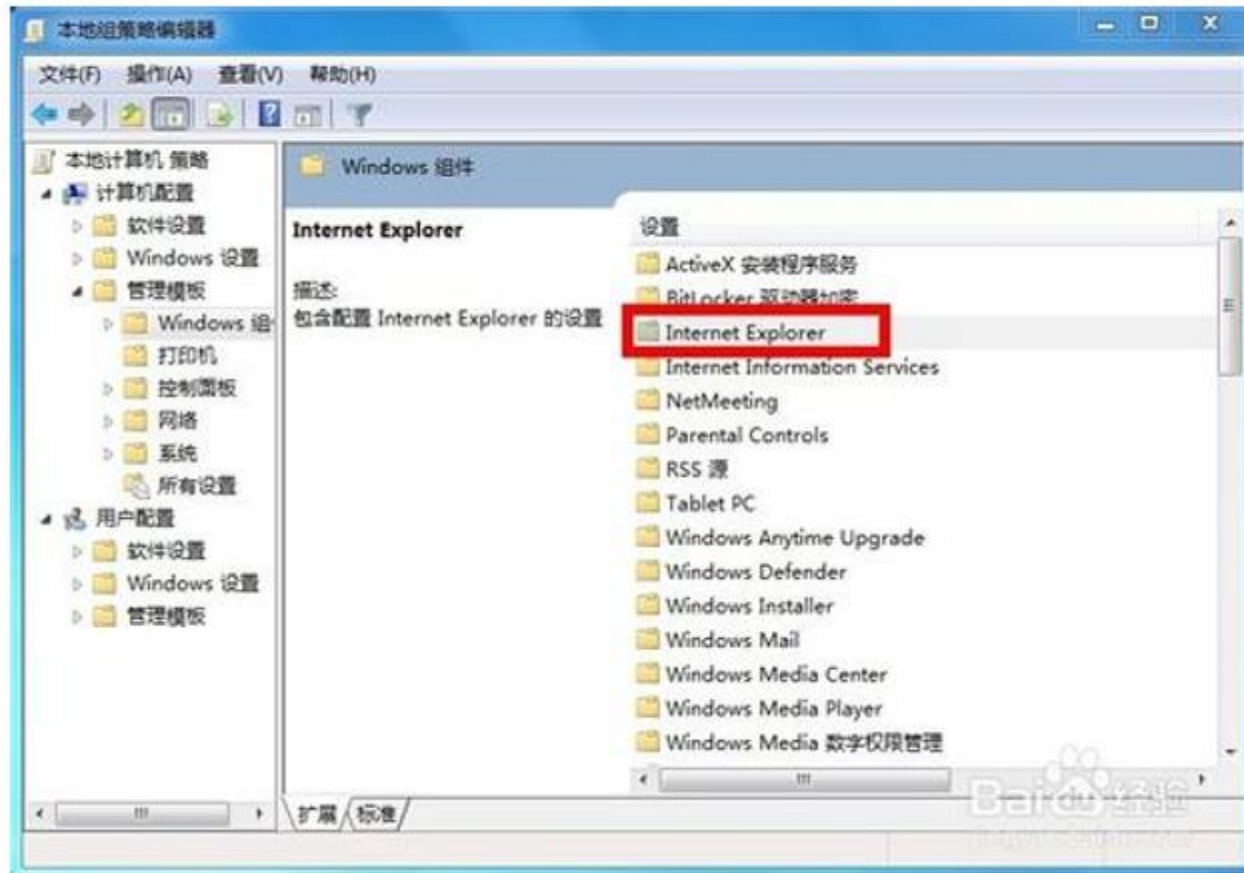 本地组策略编辑器
文件(F) 操作(A) 查看(V) 帮助(H)
本地计算机 策略
计算机配置
软件设置
Windows 设置
管理模板
Windows 组
打印机
控制面板
网络
系统
所有设置
用户配置
软件设置
Windows 设置
管理模板
Windows 组件
Internet Explorer
描述:
包含配置 Internet Explorer 的设置
设置
ActiveX 安装程序服务
BitLocker 驱动器加密
Internet Explorer
Internet Information Services
NetMeeting
Parental Controls
RSS 源
Tablet PC
Windows Anytime Upgrade
Windows Defender
Windows Installer
Windows Mail
Windows Media Center
Windows Media Player
Windows Media 数字权限管理
扩展 标准
Baidu 经验